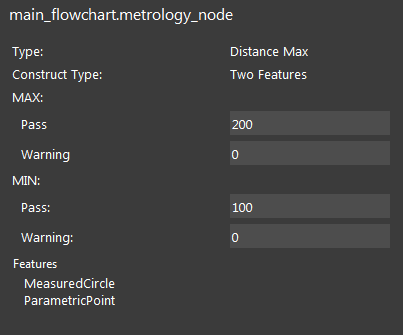 main_flowchart.metrology_node
Type: Distance Max
Construct Type: Two Features
MAX:
Pass 200
Warning 0
MIN:
Pass: 100
Warning: 0
Features
MeasuredCircle
ParametricPoint